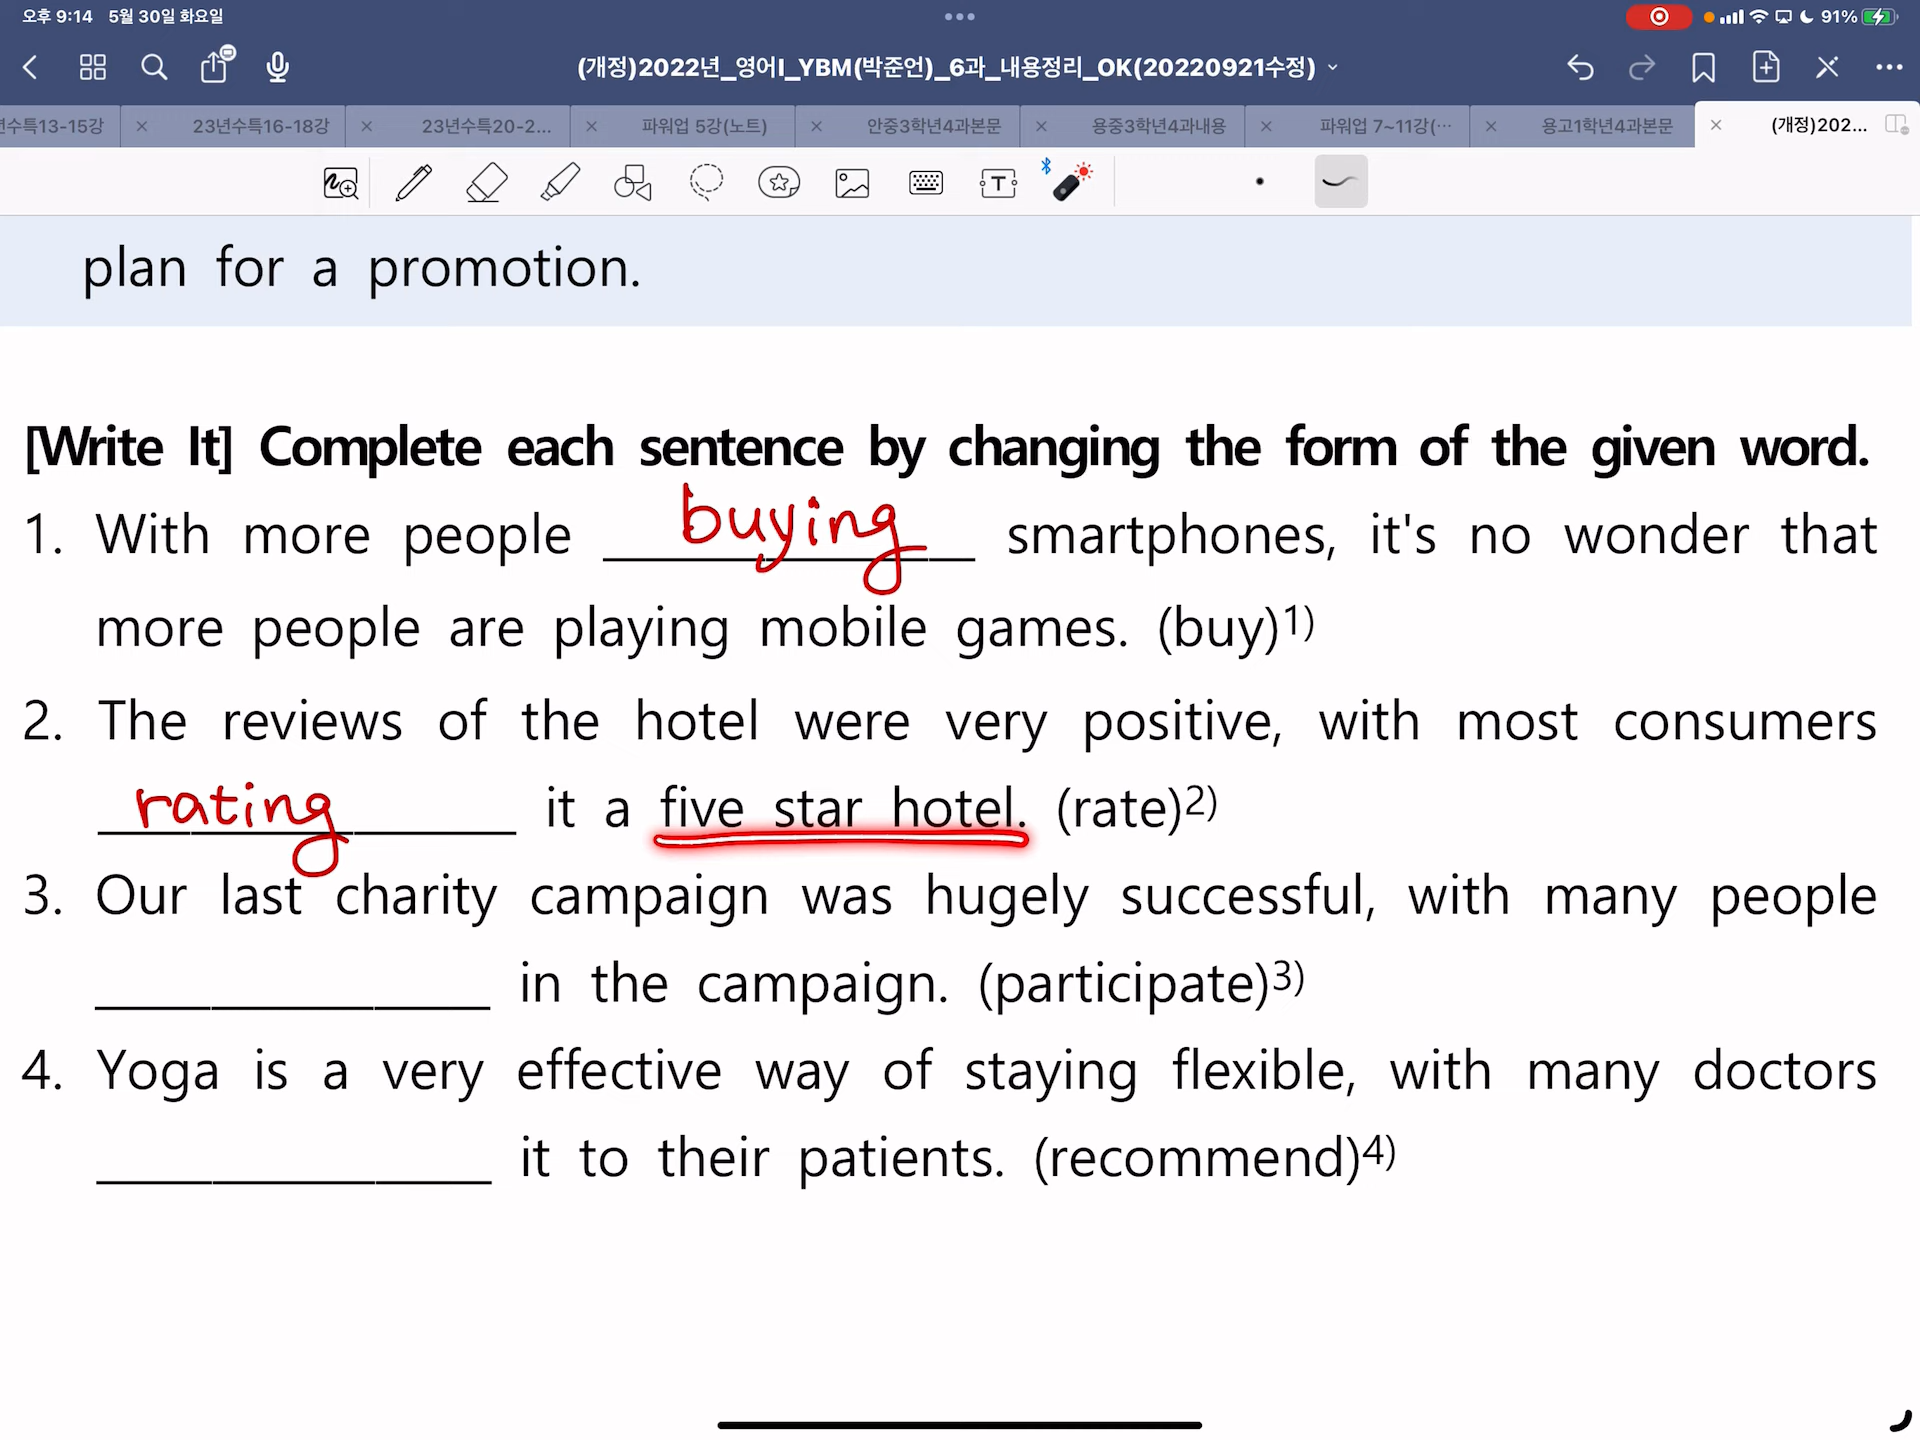 오후 9:14 5월 30일 화요일
91%
(개정)2022년_영어I_YBM(박준언)_6과_내용정리_OK(20220921수정)
년수특13-15강 23년수특16-18강 23년수특20-2... 파워업 5강(노트) 안중3학년4과본문 용중3학년4과내용 파워업 7~11강(… 용고1학년4과본문 (개정)202...
plan for a promotion.
[Write It] Complete each sentence by changing the form of the given word.
1. With more people buying smartphones, it's no wonder that
more people are playing mobile games. (buy)1)
2. The reviews of the hotel were very positive, with most consumers
rating it a five star hotel. (rate)2)
3. Our last charity campaign was hugely successful, with many people
____________ in the campaign. (participate)3)
4. Yoga is a very effective way of staying flexible, with many doctors
____________ it to their patients. (recommend)4)